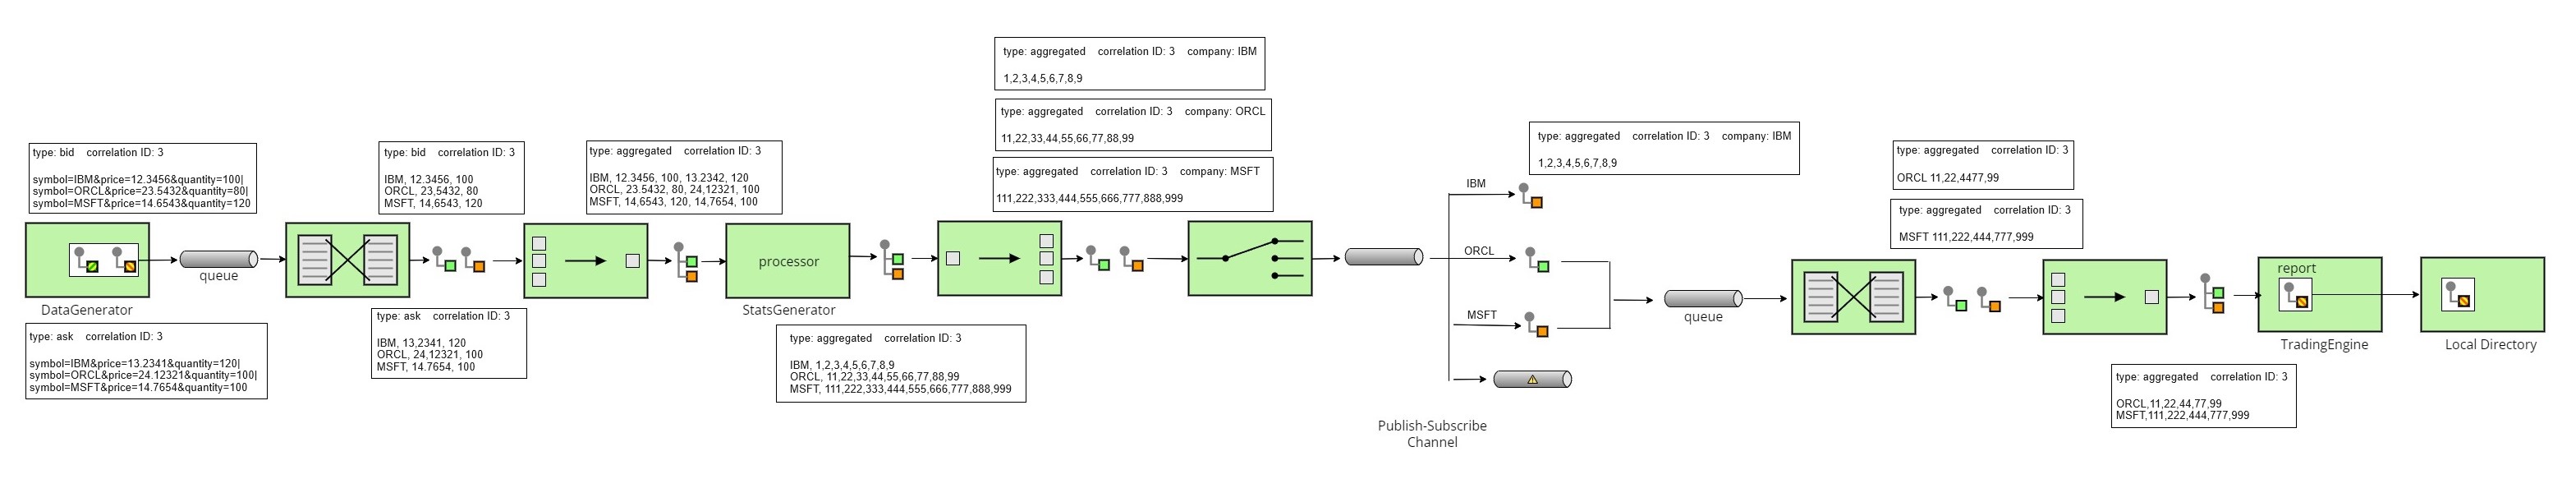 type: aggregated    correlation ID: 3    company: IBM
1,2,3,4,5,6,7,8,9
type: aggregated    correlation ID: 3    company: ORCL
11,22,33,44,55,66,77,88,99
type: aggregated    correlation ID: 3    company: MSFT
111,222,333,444,555,666,777,888,999
type: bid    correlation ID: 3
symbol=IBM&price=12.3456&quantity=100|
symbol=ORCL&price=23.5432&quantity=80|
symbol=MSFT&price=14.6543&quantity=120
type: bid    correlation ID: 3
IBM, 12.3456, 100
ORCL, 23,5432, 80
MSFT, 14,6543, 120
type: aggregated    correlation ID: 3
IBM, 12.3456, 100, 13.2342, 120
ORCL, 23.5432, 80, 24,12321, 100
MSFT, 14,6543, 120, 14,7654, 100
type: aggregated    correlation ID: 3    company: IBM
1,2,3,4,5,6,7,8,9
type: aggregated    correlation ID: 3
ORCL 11,22,4477,99
type: aggregated    correlation ID: 3
MSFT 111,222,444,777,999
IBM
ORCL
MSFT
queue
processor
queue
report
DataGenerator
StatsGenerator
TradingEngine
Local Directory
type: ask    correlation ID: 3
symbol=IBM&price=13.2341&quantity=120|
symbol=ORCL&price=24.12321&quantity=100|
symbol=MSFT&price=14.7654&quantity=100
type: ask    correlation ID: 3
IBM, 13,2341, 120
ORCL, 24,12321, 100
MSFT, 14.7654, 100
type: aggregated    correlation ID: 3
IBM, 1,2,3,4,5,6,7,8,9
ORCL, 11,22,33,44,55,66,77,88,99
MSFT, 111,222,333,444,555,666,777,888,999
type: aggregated    correlation ID: 3
ORCL,11,22,44,77,99
MSFT,111,222,444,777,999
Publish-Subscribe
Channel